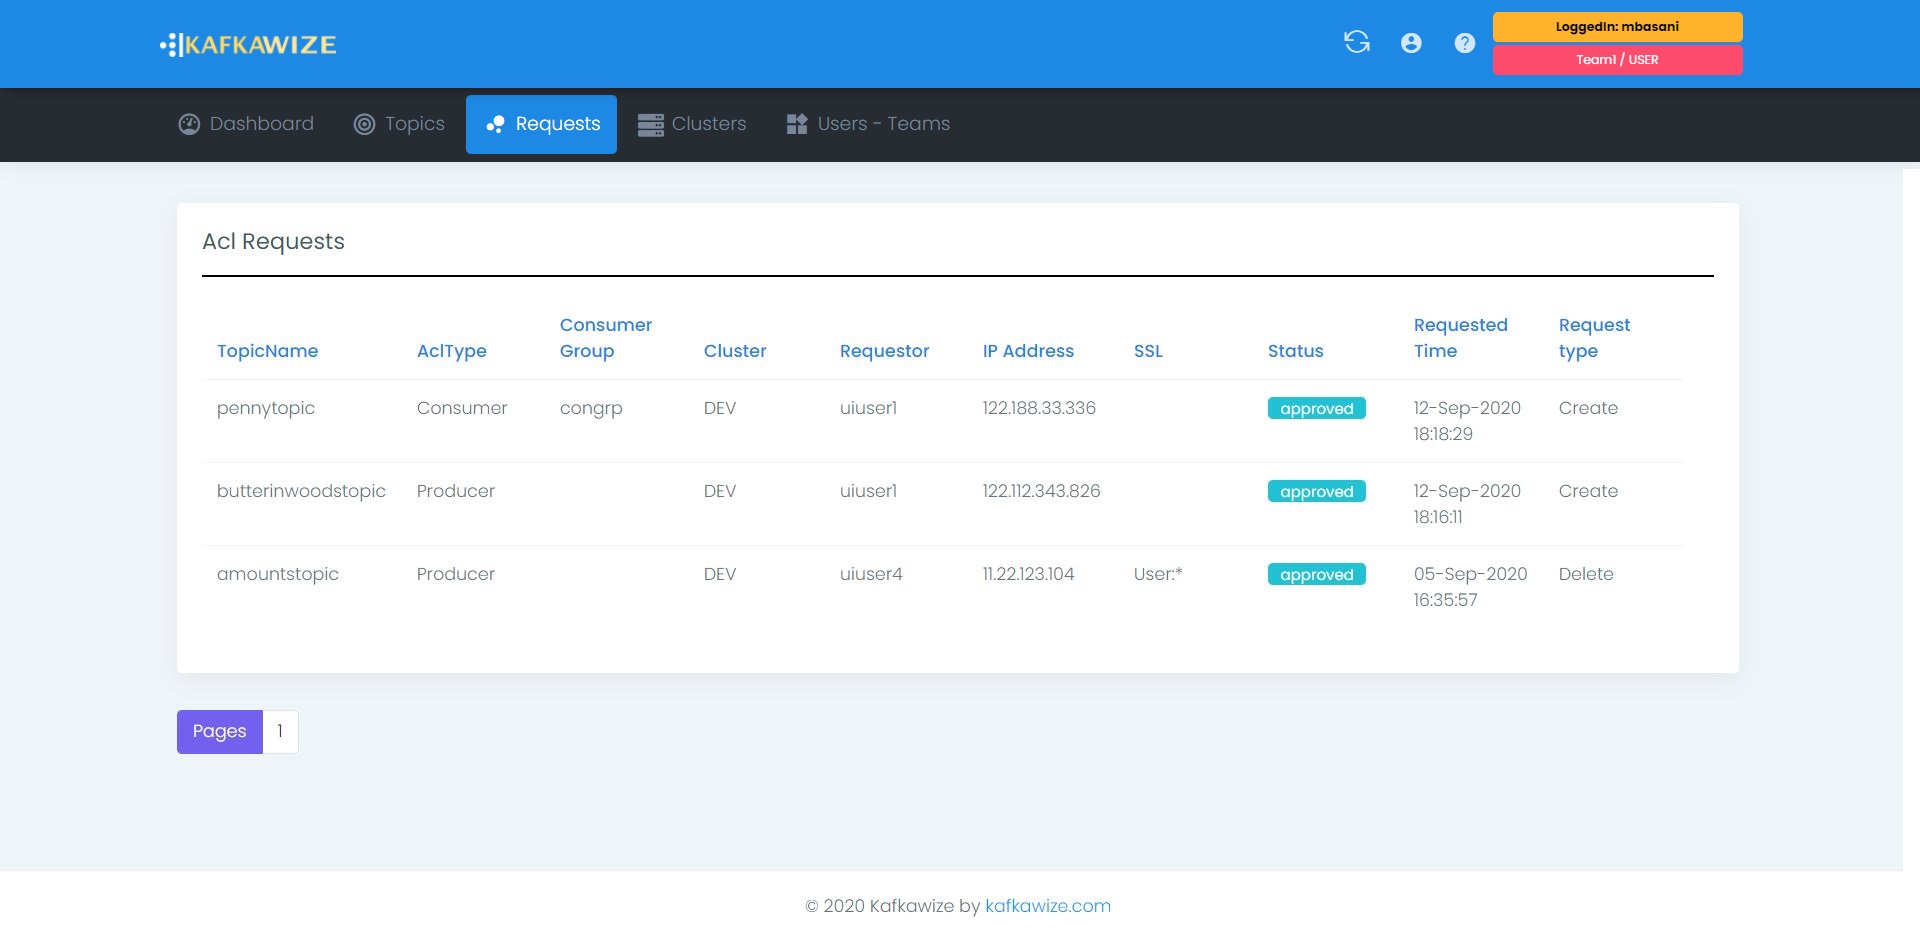 KAFKAWIZE
LoggedIn: mbasani
Team1 / USER
Dashboard
Topics
Requests
Clusters
Users - Teams
Acl Requests
TopicName AclType Consumer Group Cluster Requestor IP Address SSL Status Requested Time Request type
pennytopic Consumer congrp DEV uiuser1 122.188.33.336 approved 12-Sep-2020 Create
18:18:29
butterinwoodstopic Producer DEV uiuser1 122.112.343.826 approved 12-Sep-2020 Create
18:16:11
amountstopic Producer DEV uiuser4 11.22.123.104 User:* approved 05-Sep-2020 Delete
16:35:57
Pages 1
© 2020 Kafkawize by kafkawize.com